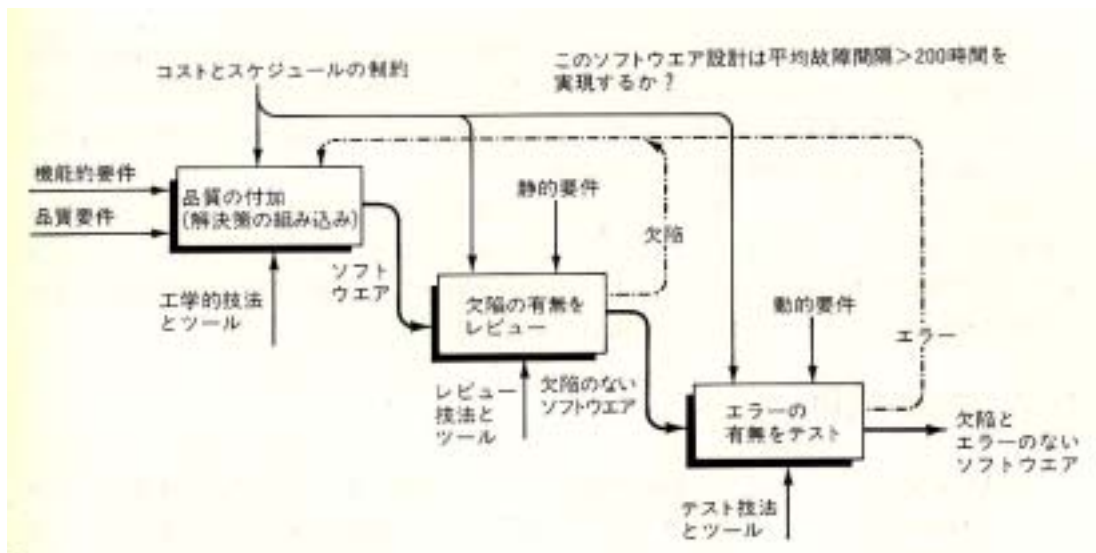 コストとスケジュールの制約
このソフトウエア設計は平均故障間隔>200時間を
実現するか?
機能的要件
品質要件
品質の付加
(解決策の組み込み)
静的要件
欠陥
ソフト
ウエア
工学的技法
とツール
欠陥の有無を
レビュー
動的要件
エラー
レビュー
技法と
ツール
欠陥のない
ソフトウエア
エラーの
有無をテスト
欠陥と
エラーのない
ソフトウエア
テスト技法
とツール